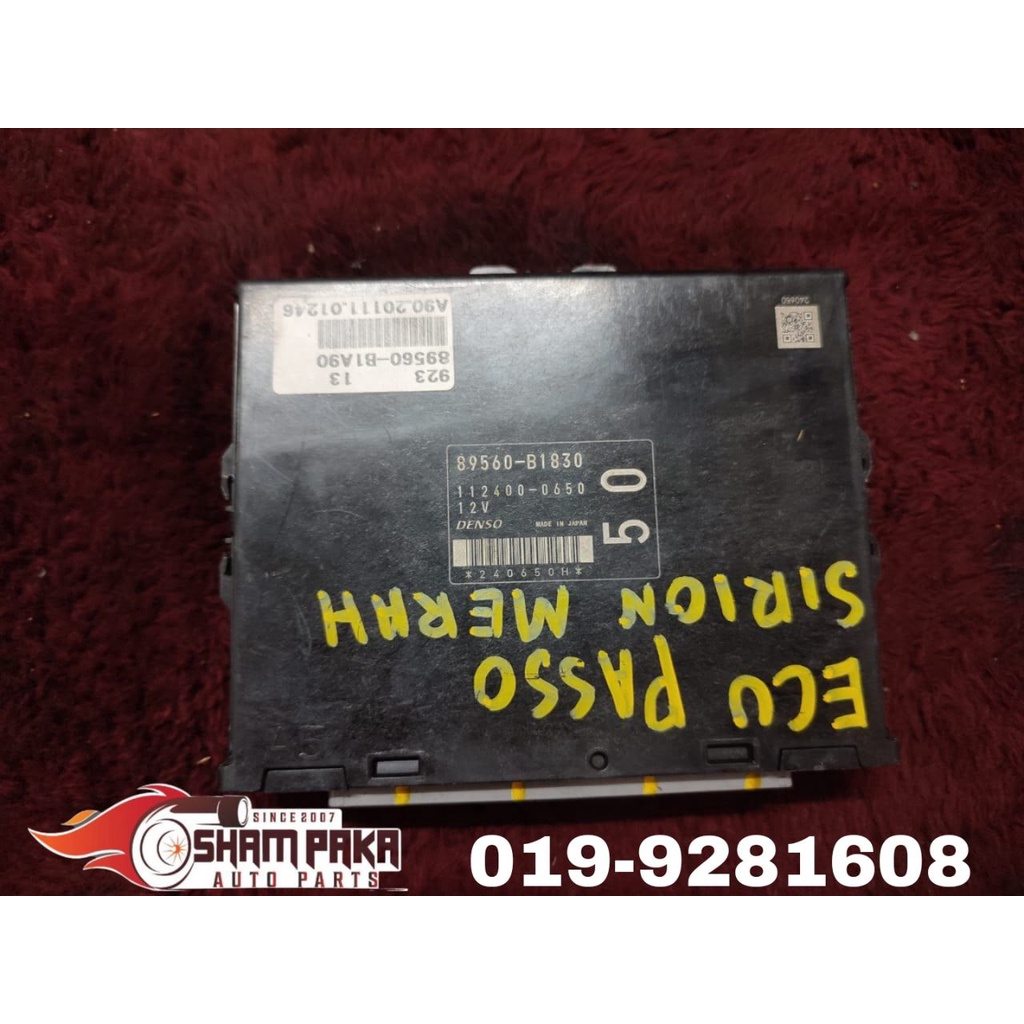 A90.20111.01246
89560-B1A90
923 13
240650
89560-B1830
112400-0650
12V
DENSO MADE IN JAPAN
50
*240650H*
ECU PASSO
SIRION MERAH
SINCE 2007
SHAM PAKA
AUTO PARTS
019-9281608